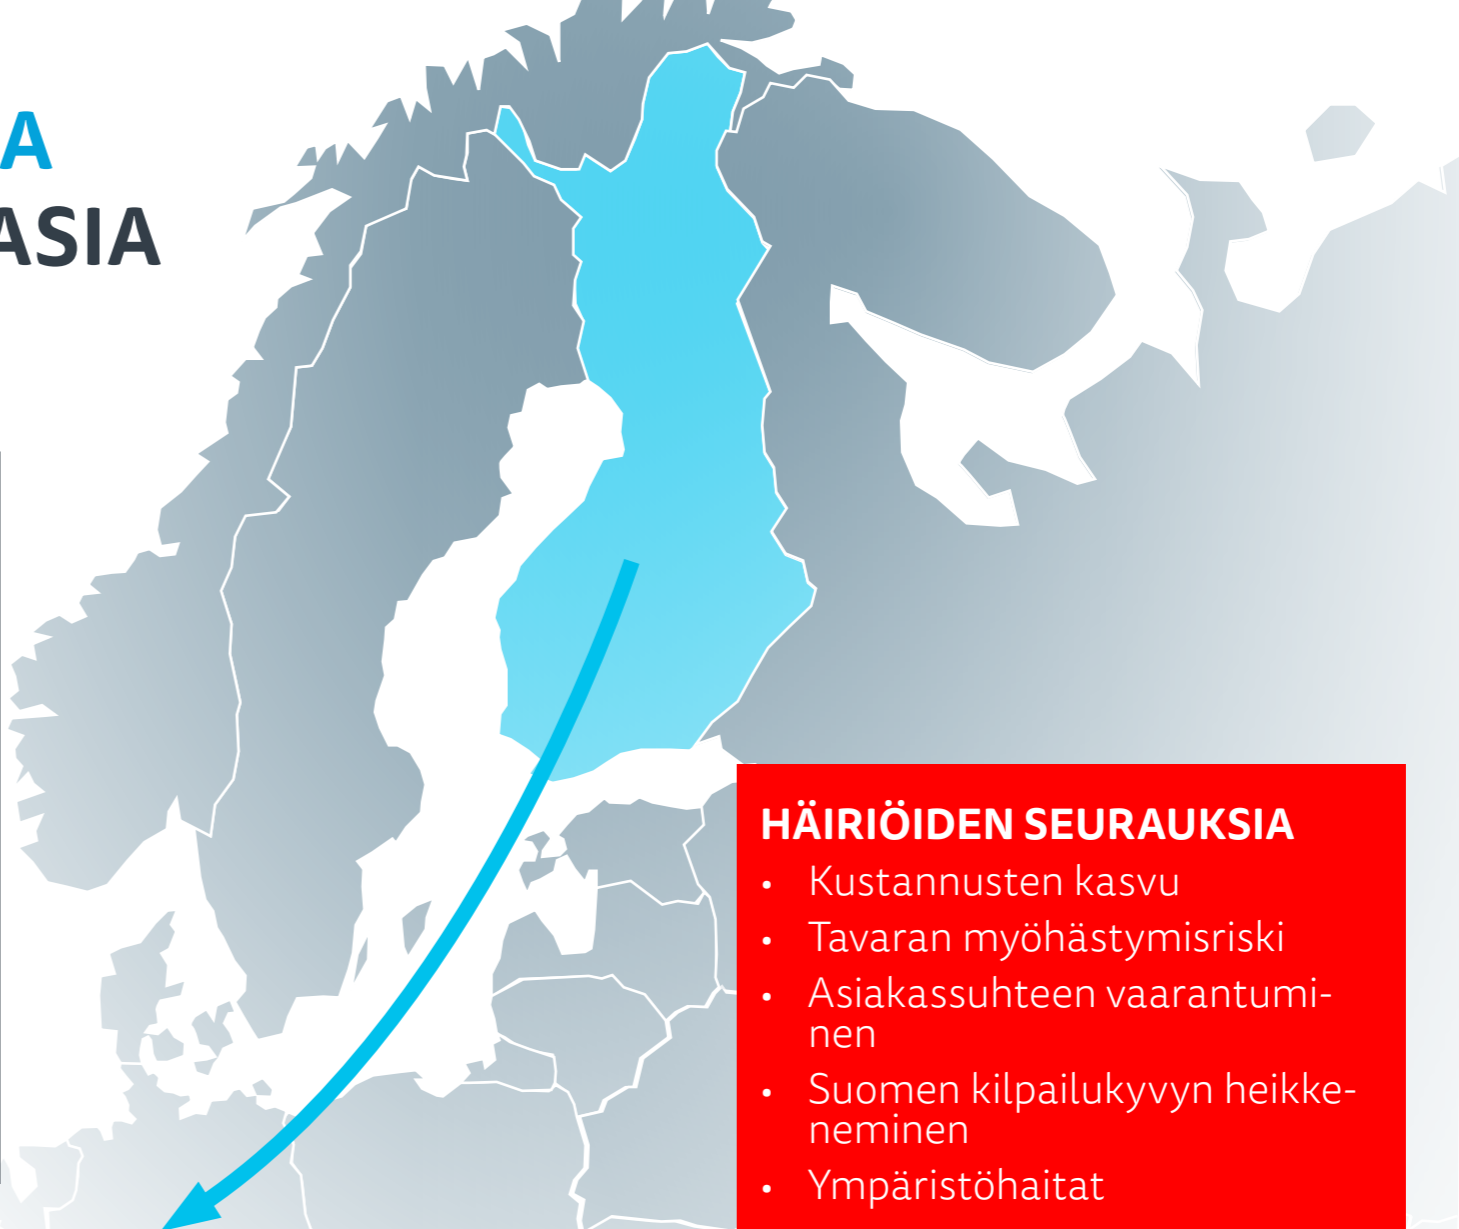 A
ASIA
HÄIRIÖIDEN SEURAUKSIA
• Kustannusten kasvu
• Tavaran myöhästymisriski
• Asiakassuhteen vaarantumi-
nen
• Suomen kilpailukyvyn heikke-
neminen
• Ympäristöhaitat